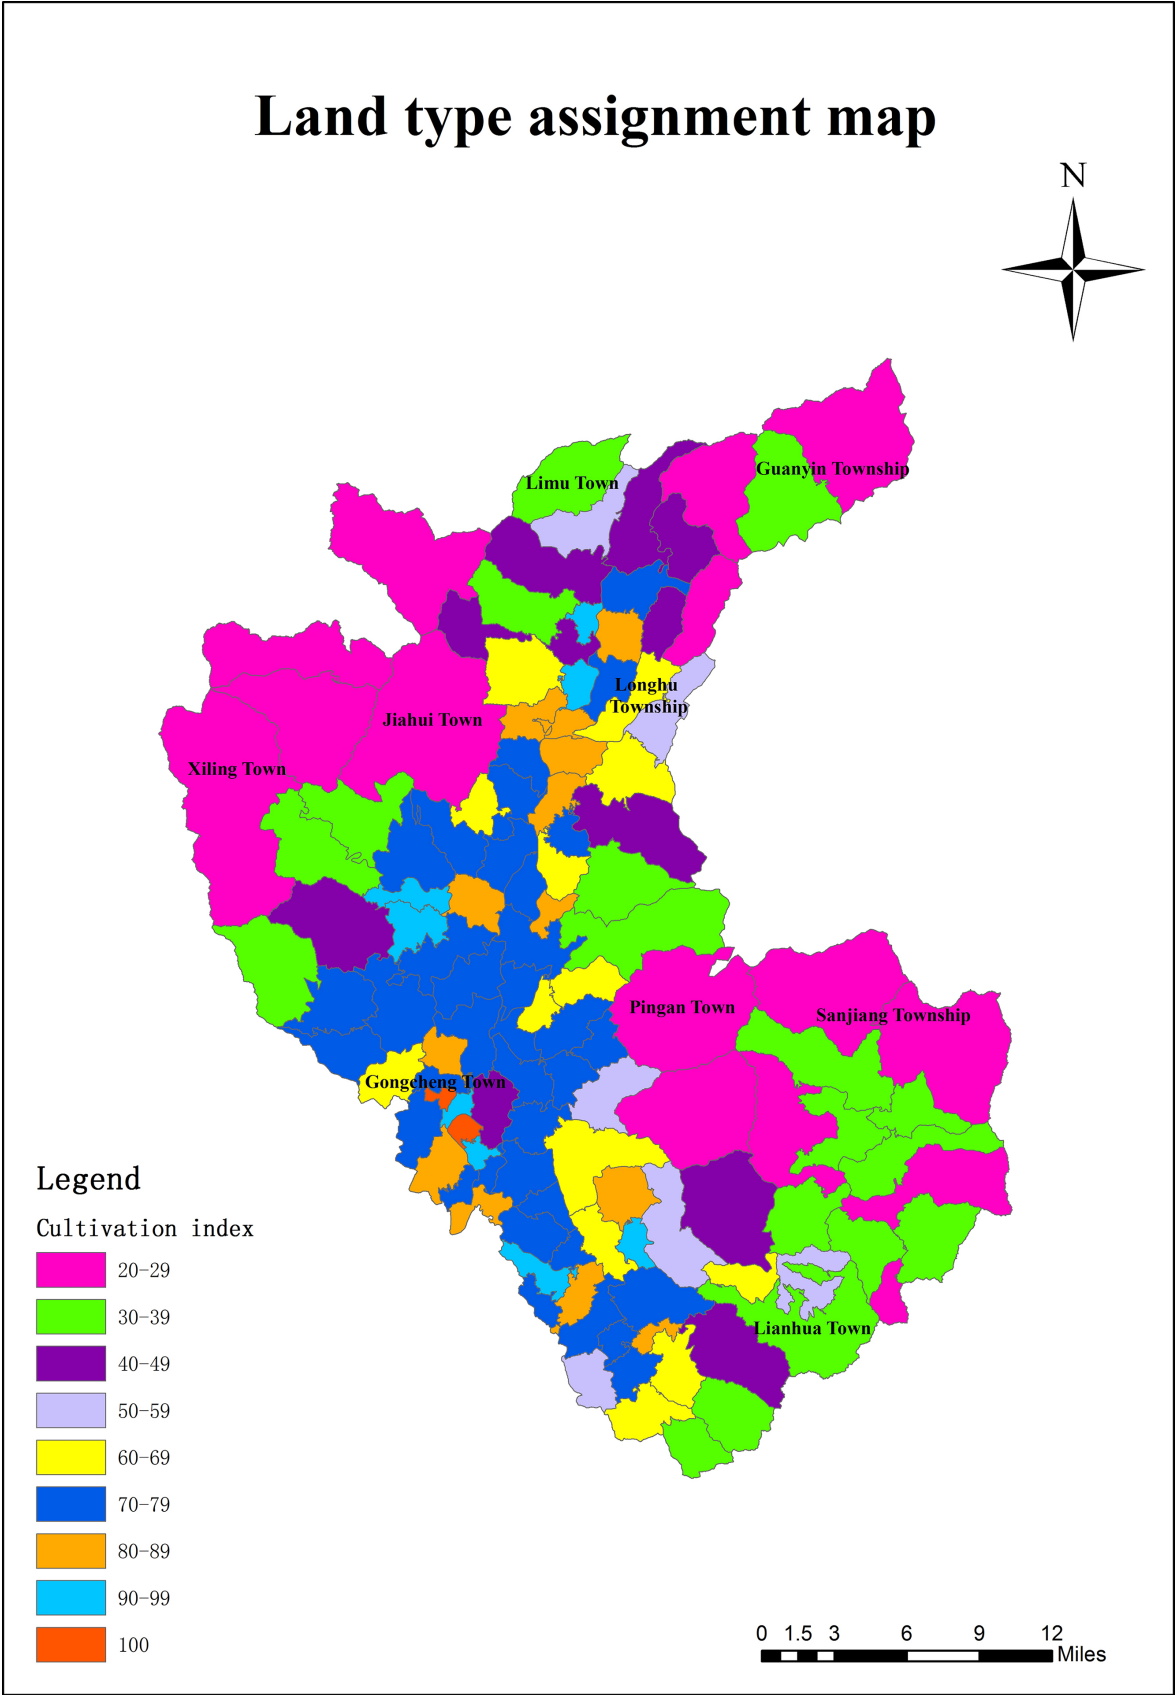 Land type assignment map
N
Guanyin Township
Limu Town
Longhu
Township
Jiahui Town
Xiling Town
Pingan Town
Sanjiang Township
Gongcheng Town
Lianhua Town
Legend
Cultivation index
20-29
30-39
40-49
50-59
60-69
70-79
80-89
90-99
100
0 1.5 3 6 9 12
Miles